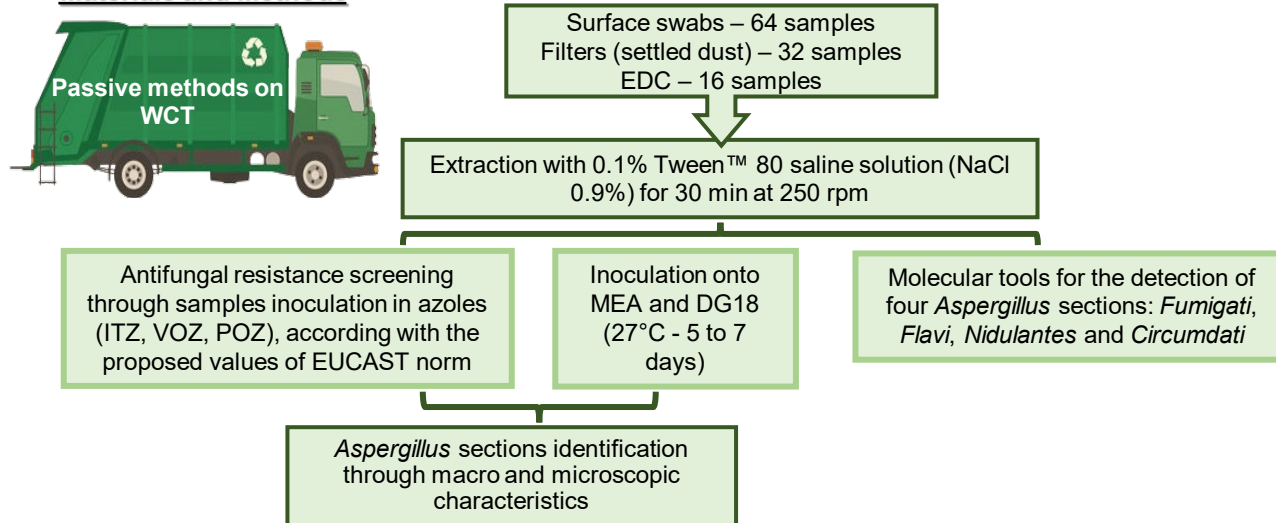 Passive methods on
WCT
Surface swabs – 64 samples
Filters (settled dust) – 32 samples
EDC – 16 samples
Extraction with 0.1% Tween™ 80 saline solution (NaCl
0.9%) for 30 min at 250 rpm
Antifungal resistance screening
through samples inoculation in azoles
(ITZ, VOZ, POZ), according with the
proposed values of EUCAST norm
Inoculation onto
MEA and DG18
(27°C - 5 to 7
days)
Molecular tools for the detection of
four Aspergillus sections: Fumigati,
Flavi, Nidulantes and Circumdati
Aspergillus sections identification
through macro and microscopic
characteristics